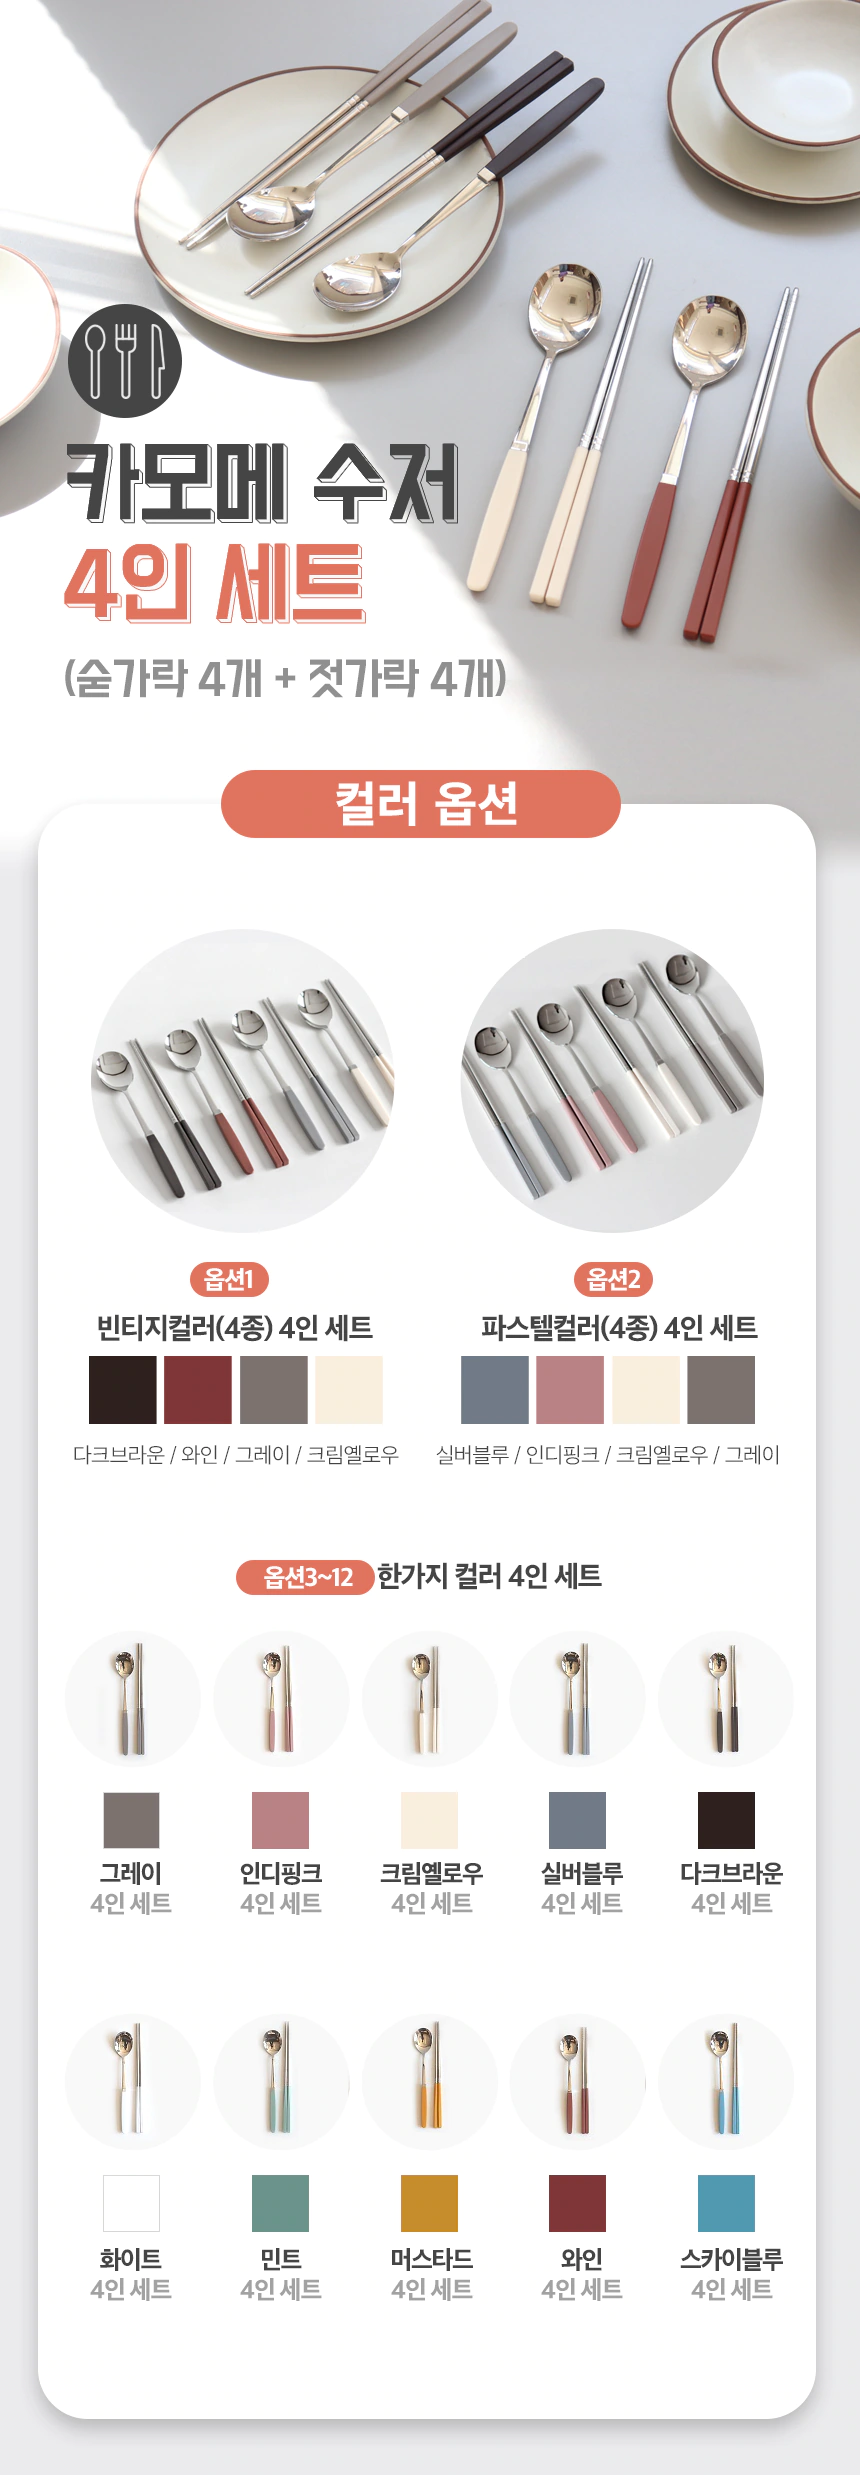 카모메 수저
4인 세트
(숟가락 4개 + 젓가락 4개)
컬러 옵션
옵션1
빈티지컬러(4종) 4인 세트
다크브라운 / 와인 / 그레이 / 크림옐로우
옵션2
파스텔컬러(4종) 4인 세트
실버블루 / 인디핑크 / 크림옐로우 / 그레이
옵션3~12 한가지 컬러 4인 세트
그레이
4인 세트
인디핑크
4인 세트
크림옐로우
4인 세트
실버블루
4인 세트
다크브라운
4인 세트
화이트
4인 세트
민트
4인 세트
머스타드
4인 세트
와인
4인 세트
스카이블루
4인 세트